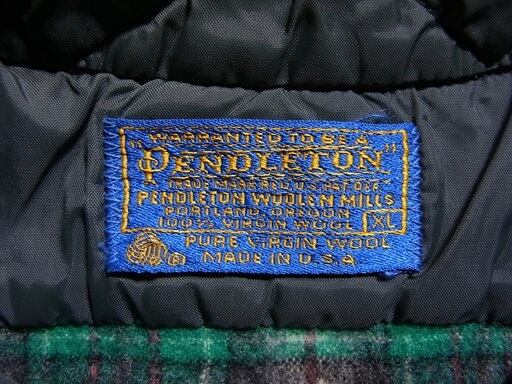 WARRANTED TO BE A
"PENDLETON"
TRADE MARK REG. U.S. PAT. OFF.
PENDLETON WOOLEN MILLS
PORTLAND, OREGON
100% VIRGIN WOOL XL
PURE VIRGIN WOOL
MADE IN U.S.A